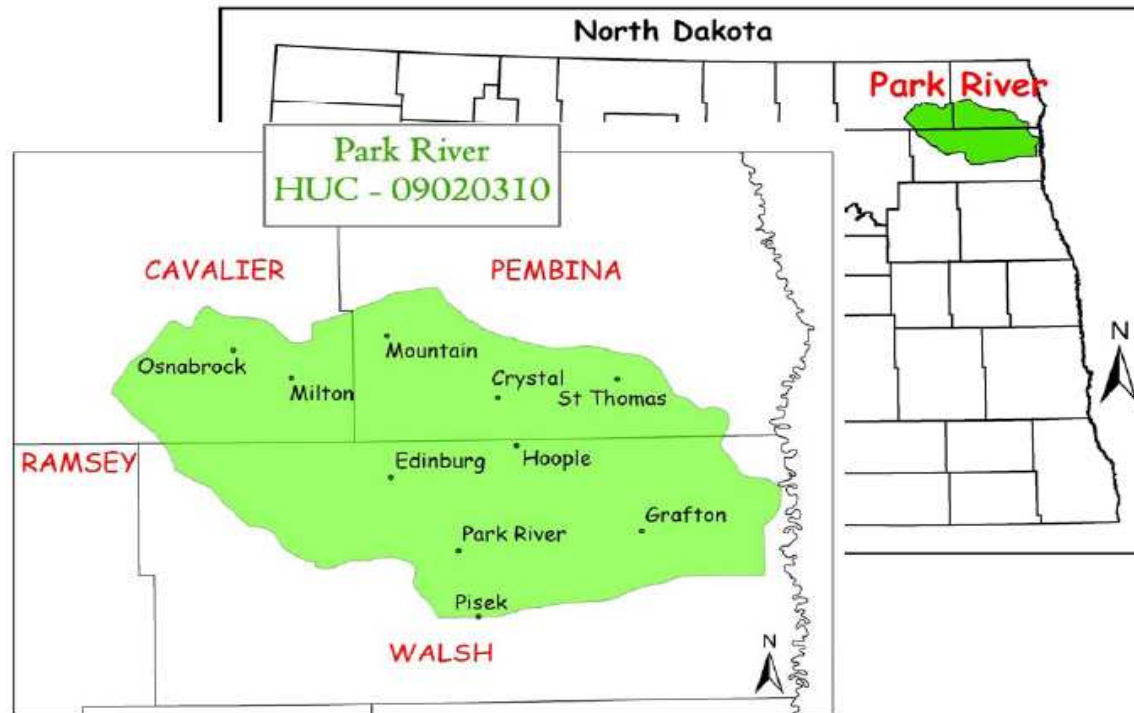 North Dakota
Park River
Park River
HUC - 09020310
CAVALIER
PEMBINA
Mountain
Osnabrock
Milton
Crystal
St Thomas
RAMSEY
Edinburg
Hoople
Grafton
Park River
Pisek
WALSH
N
N